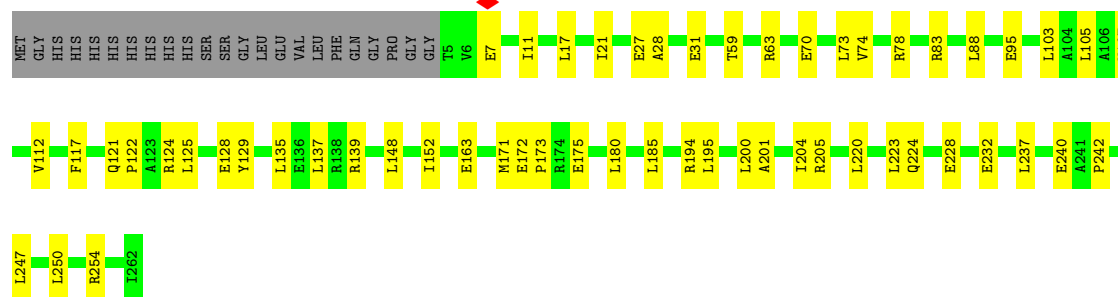 MET GLY HIS HIS HIS HIS HIS HIS HIS HIS SER SER GLY LEU GLU VAL LEU PHE GLN GLY PRO GLY GLY T5 V6 E7 I11 L17 I21 E27 A28 E31 T59 R63 E70 L73 V74 R78 R83 L88 E95 L103 A104 L105 A106
V112 F117 Q121 P122 A123 R124 L125 E128 Y129 L135 E136 L137 R138 R139 L148 I152 E163 M171 E172 P173 R174 E175 L180 L185 R194 L195 L200 A201 I204 R205 L220 L223 Q224 E228 E232 L237 E240 A241 P242
L247 L250 R254 I262